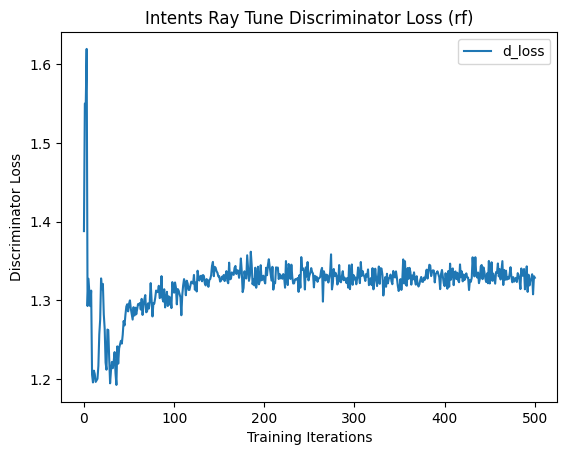 Intents Ray Tune Discriminator Loss (rf)
d_loss
Discriminator Loss
1.6
1.5
1.4
1.3
1.2
0 100 200 300 400 500
Training Iterations